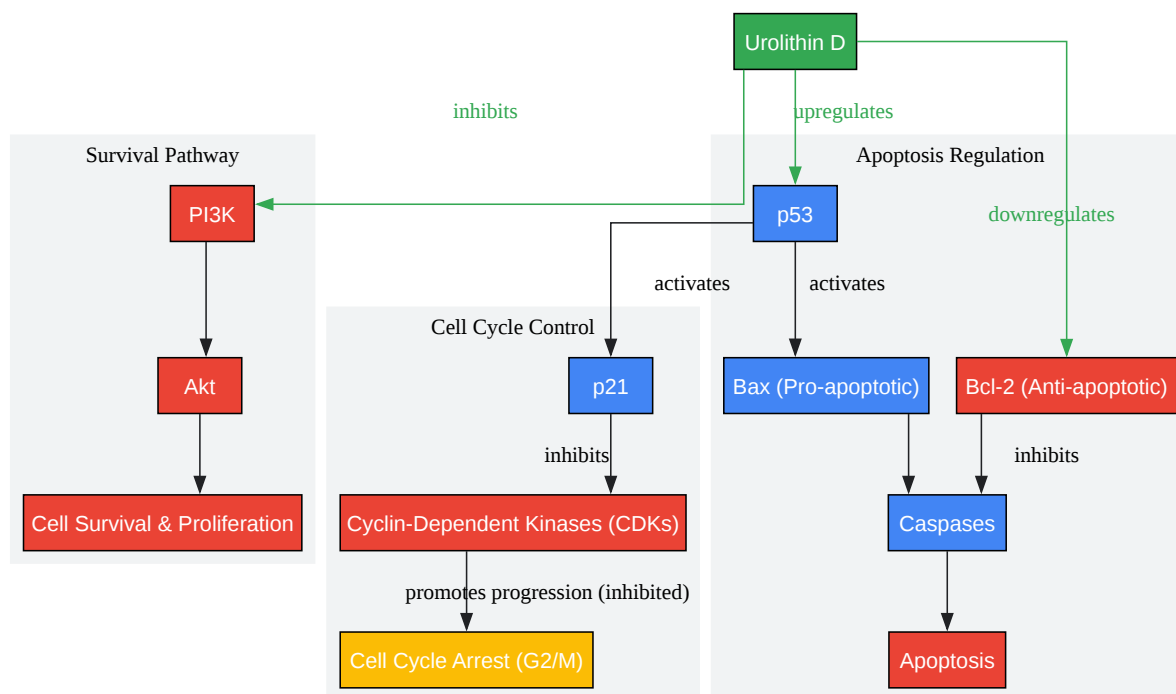 Urolithin D
inhibits
upregulates
Survival Pathway
Apoptosis Regulation
PI3K
p53
downregulates
activates
activates
Cell Cycle Control
Akt
p21
Bax (Pro-apoptotic)
Bcl-2 (Anti-apoptotic)
inhibits
inhibits
Cell Survival & Proliferation
Cyclin-Dependent Kinases (CDKs)
Caspases
promotes progression (inhibited)
Cell Cycle Arrest (G2/M)
Apoptosis